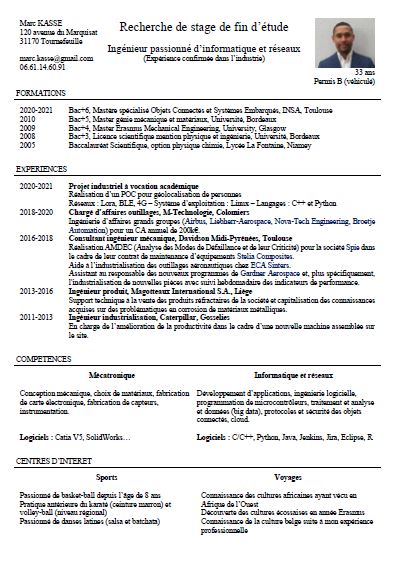 Marc KASSE
120 avenue du Marquisat
31170 Tournefeuille
marc.kasse@gmail.com
06.61.14.60.91
Recherche de stage de fin d'étude
Ingénieur passionné d'informatique et réseaux
(Expérience confirmée dans l'industrie)
33 ans
Permis B (véhiculé)
FORMATIONS
2020-2021 Bac+6, Mastère spécialisé Objets Connectés et Systèmes Embarqués, INSA, Toulouse
2010 Bac+5, Master génie mécanique et matériaux, Université, Bordeaux
2009 Bac+4, Master Erasmus Mechanical Engineering, University, Glasgow
2008 Bac+3, Licence scientifique mention physique et ingénierie, Université, Bordeaux
2005 Baccalauréat Scientifique, option physique chimie, Lycée La Fontaine, Niamey
EXPERIENCES
2020-2021 Projet industriel à vocation académique
Réalisation d'un POC pour géolocalisation de personnes
Réseaux : Lora, BLE, 4G – Système d'exploitation : Linux – Langages : C++ et Python
2018-2020 Chargé d'affaires outillages, M-Technologie, Colomiers
Ingénierie d'affaires grands groupes (Airbus, Liebherr-Aerospace, Nova-Tech Engineering, Broetje
Automation) pour un CA annuel de 200k€.
2016-2018 Consultant ingénieur mécanique, Davidson Midi-Pyrénées, Toulouse
Réalisation AMDEC (Analyse des Modes de Défaillance et de leur Criticité) pour la société Spie dans
le cadre de leur contrat de maintenance d'équipements Stelia Composites.
Aide à l'industrialisation des outillages aéronautiques chez ECA Sinters.
Assistant au responsable des nouveaux programmes de Gardner Aerospace et, plus spécifiquement,
l'industrialisation de nouvelles pièces avec suivi hebdomadaire des indicateurs de performance.
2013-2016 Ingénieur produit, Magotteaux International S.A., Liège
Support technique à la vente des produits réfractaires de la société et capitalisation des connaissances
acquises sur des problématiques en corrosion de matériaux métalliques.
2011-2013 Ingénieur industrialisation, Caterpillar, Gosselies
En charge de l'amélioration de la productivité dans le cadre d'une nouvelle machine assemblée sur
le site.
COMPETENCES
Mécatronique
Conception mécanique, choix de matériaux, fabrication
de carte électronique, fabrication de capteurs,
instrumentation.
Logiciels : Catia V5, SolidWorks…
Informatique et réseaux
Développement d'applications, ingénierie logicielle,
programmation de microcontrôleurs, traitement et analyse
et données (big data), protocoles et sécurité des objets
connectés, cloud.
Logiciels : C/C++, Python, Java, Jenkins, Jira, Eclipse, R
CENTRES D'INTERET
Sports
Passionné de basket-ball depuis l'âge de 8 ans
Pratique antérieure du karaté (ceinture marron) et
volley-ball (niveau régional)
Passionné de danses latines (salsa et batchata)
Voyages
Connaissance des cultures africaines ayant vécu en
Afrique de l'Ouest
Découverte des cultures écossaises en année Erasmus
Connaissance de la culture belge suite à mon expérience
professionnelle